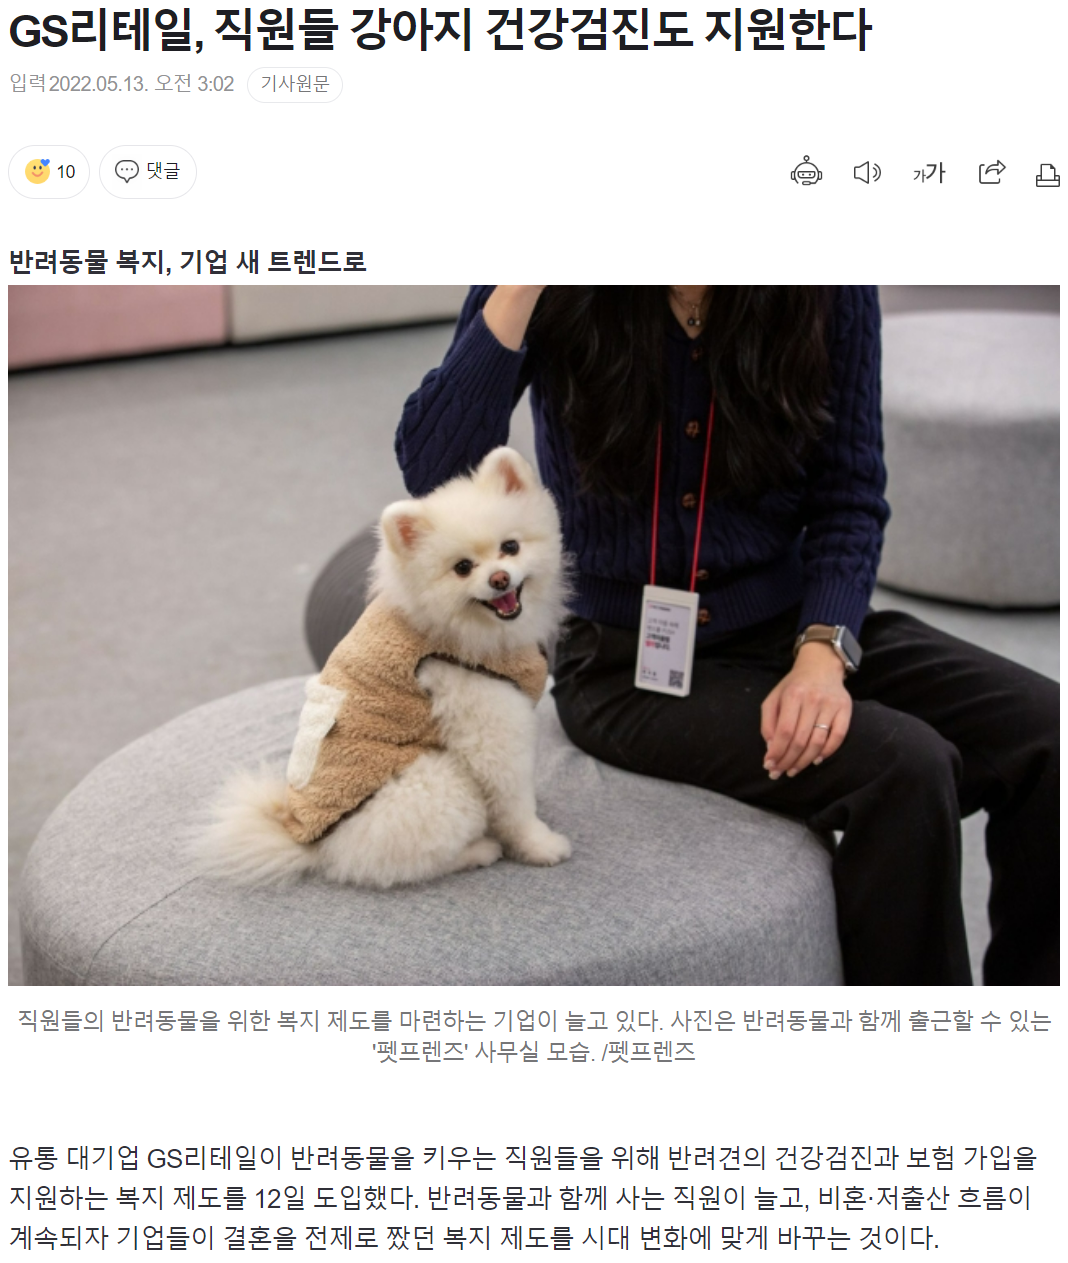 GS리테일, 직원들 강아지 건강검진도 지원한다
입력 2022.05.13. 오전 3:02 기사원문
10 댓글
가가
반려동물 복지, 기업 새 트렌드로
직원들의 반려동물을 위한 복지 제도를 마련하는 기업이 늘고 있다. 사진은 반려동물과 함께 출근할 수 있는
'펫프렌즈' 사무실 모습. /펫프렌즈
유통 대기업 GS리테일이 반려동물을 키우는 직원들을 위해 반려견의 건강검진과 보험 가입을
지원하는 복지 제도를 12일 도입했다. 반려동물과 함께 사는 직원이 늘고, 비혼·저출산 흐름이
계속되자 기업들이 결혼을 전제로 짰던 복지 제도를 시대 변화에 맞게 바꾸는 것이다.